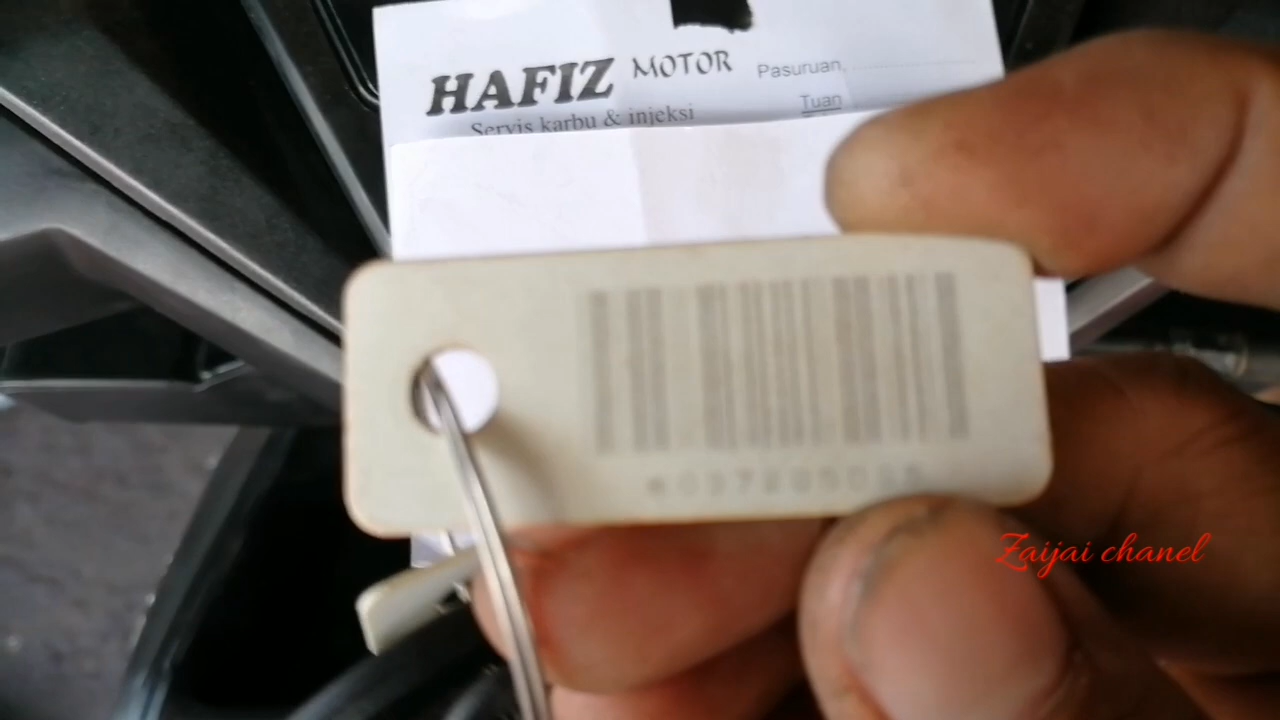 HAFIZ MOTOR Pasuruan,
Tuan
Servis karbu & injeksi
Zaijai chanel